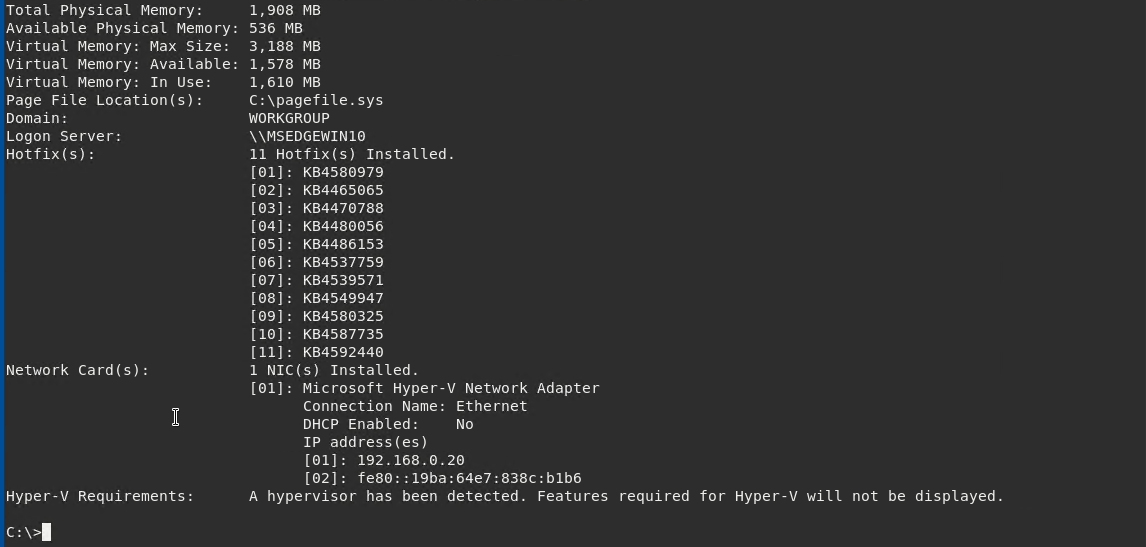 Total Physical Memory:     1,908 MB
Available Physical Memory: 536 MB
Virtual Memory: Max Size:  3,188 MB
Virtual Memory: Available: 1,578 MB
Virtual Memory: In Use:    1,610 MB
Page File Location(s):     C:\pagefile.sys
Domain:                    WORKGROUP
Logon Server:              \\MSEDGEWIN10
Hotfix(s):                 11 Hotfix(s) Installed.
                           [01]: KB4580979
                           [02]: KB4465065
                           [03]: KB4470788
                           [04]: KB4480056
                           [05]: KB4486153
                           [06]: KB4537759
                           [07]: KB4539571
                           [08]: KB4549947
                           [09]: KB4580325
                           [10]: KB4587735
                           [11]: KB4592440
Network Card(s):           1 NIC(s) Installed.
                           [01]: Microsoft Hyper-V Network Adapter
                                 Connection Name: Ethernet
                                 DHCP Enabled:    No
                                 IP address(es)
                                 [01]: 192.168.0.20
                                 [02]: fe80::19ba:64e7:838c:b1b6
Hyper-V Requirements:      A hypervisor has been detected. Features required for Hyper-V will not be displayed.
C:\>